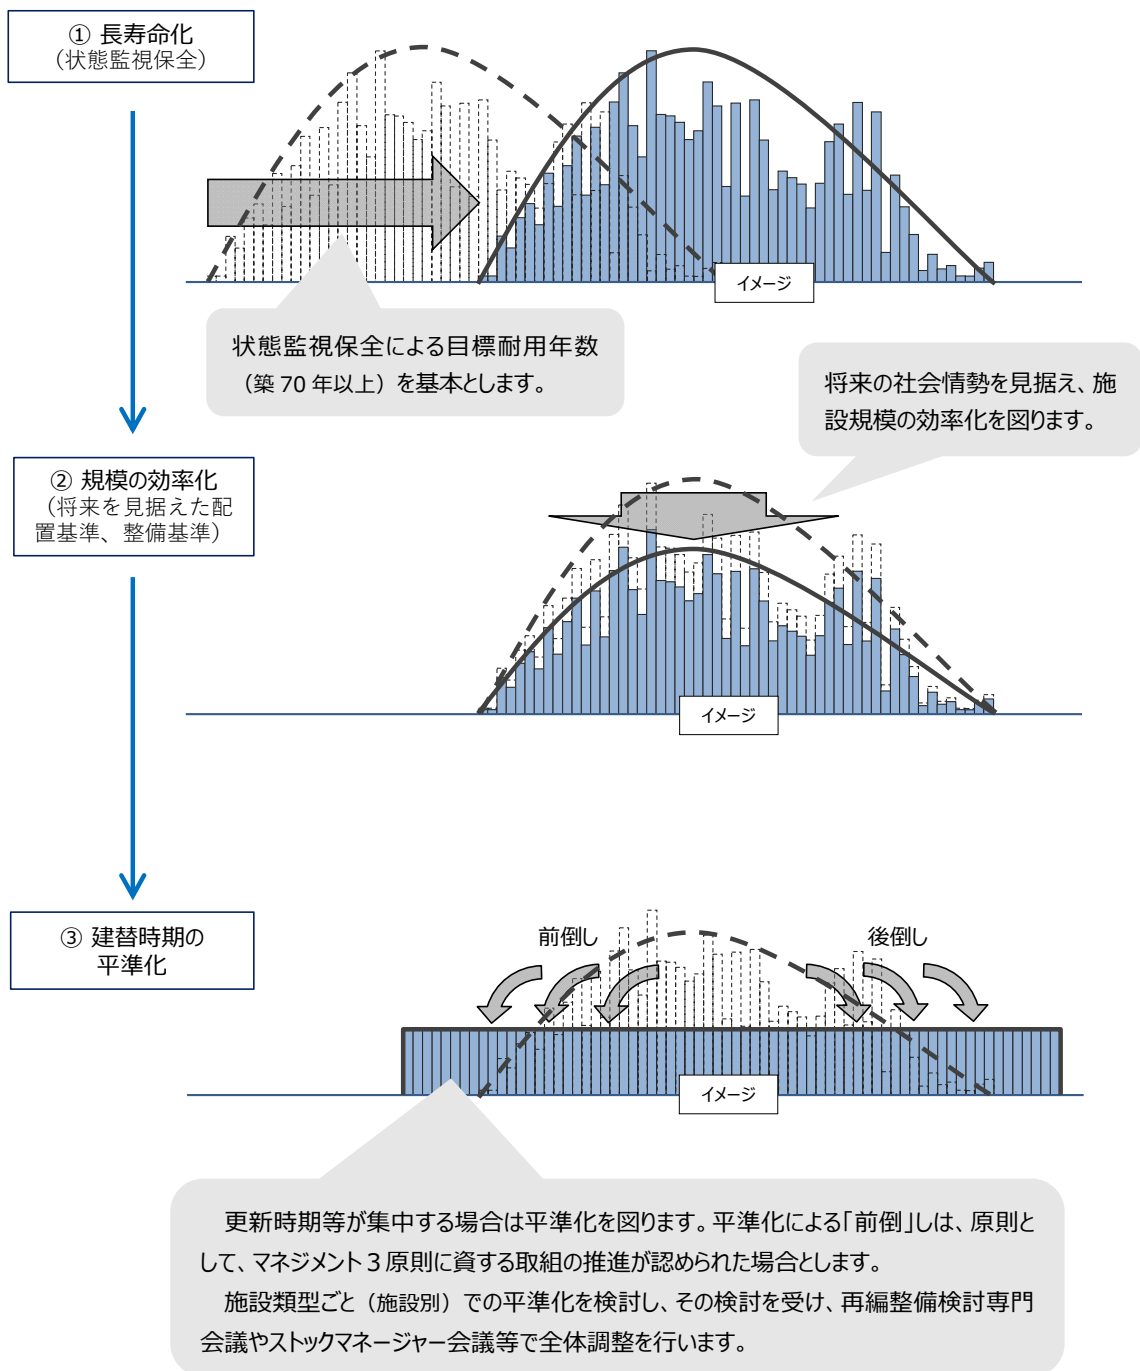 ① 長寿命化
（状態監視保全）
イメージ
状態監視保全による目標耐用年数
（築 70 年以上）を基本とします。
将来の社会情勢を見据え、施
設規模の効率化を図ります。
② 規模の効率化
（将来を見据えた配
置基準、整備基準）
イメージ
③ 建替時期の
平準化
前倒し
後倒し
イメージ
更新時期等が集中する場合は平準化を図ります。平準化による「前倒」しは、原則と
して、マネジメント３原則に資する取組の推進が認められた場合とします。
施設類型ごと（施設別）での平準化を検討し、その検討を受け、再編整備検討専門
会議やストックマネージャー会議等で全体調整を行います。